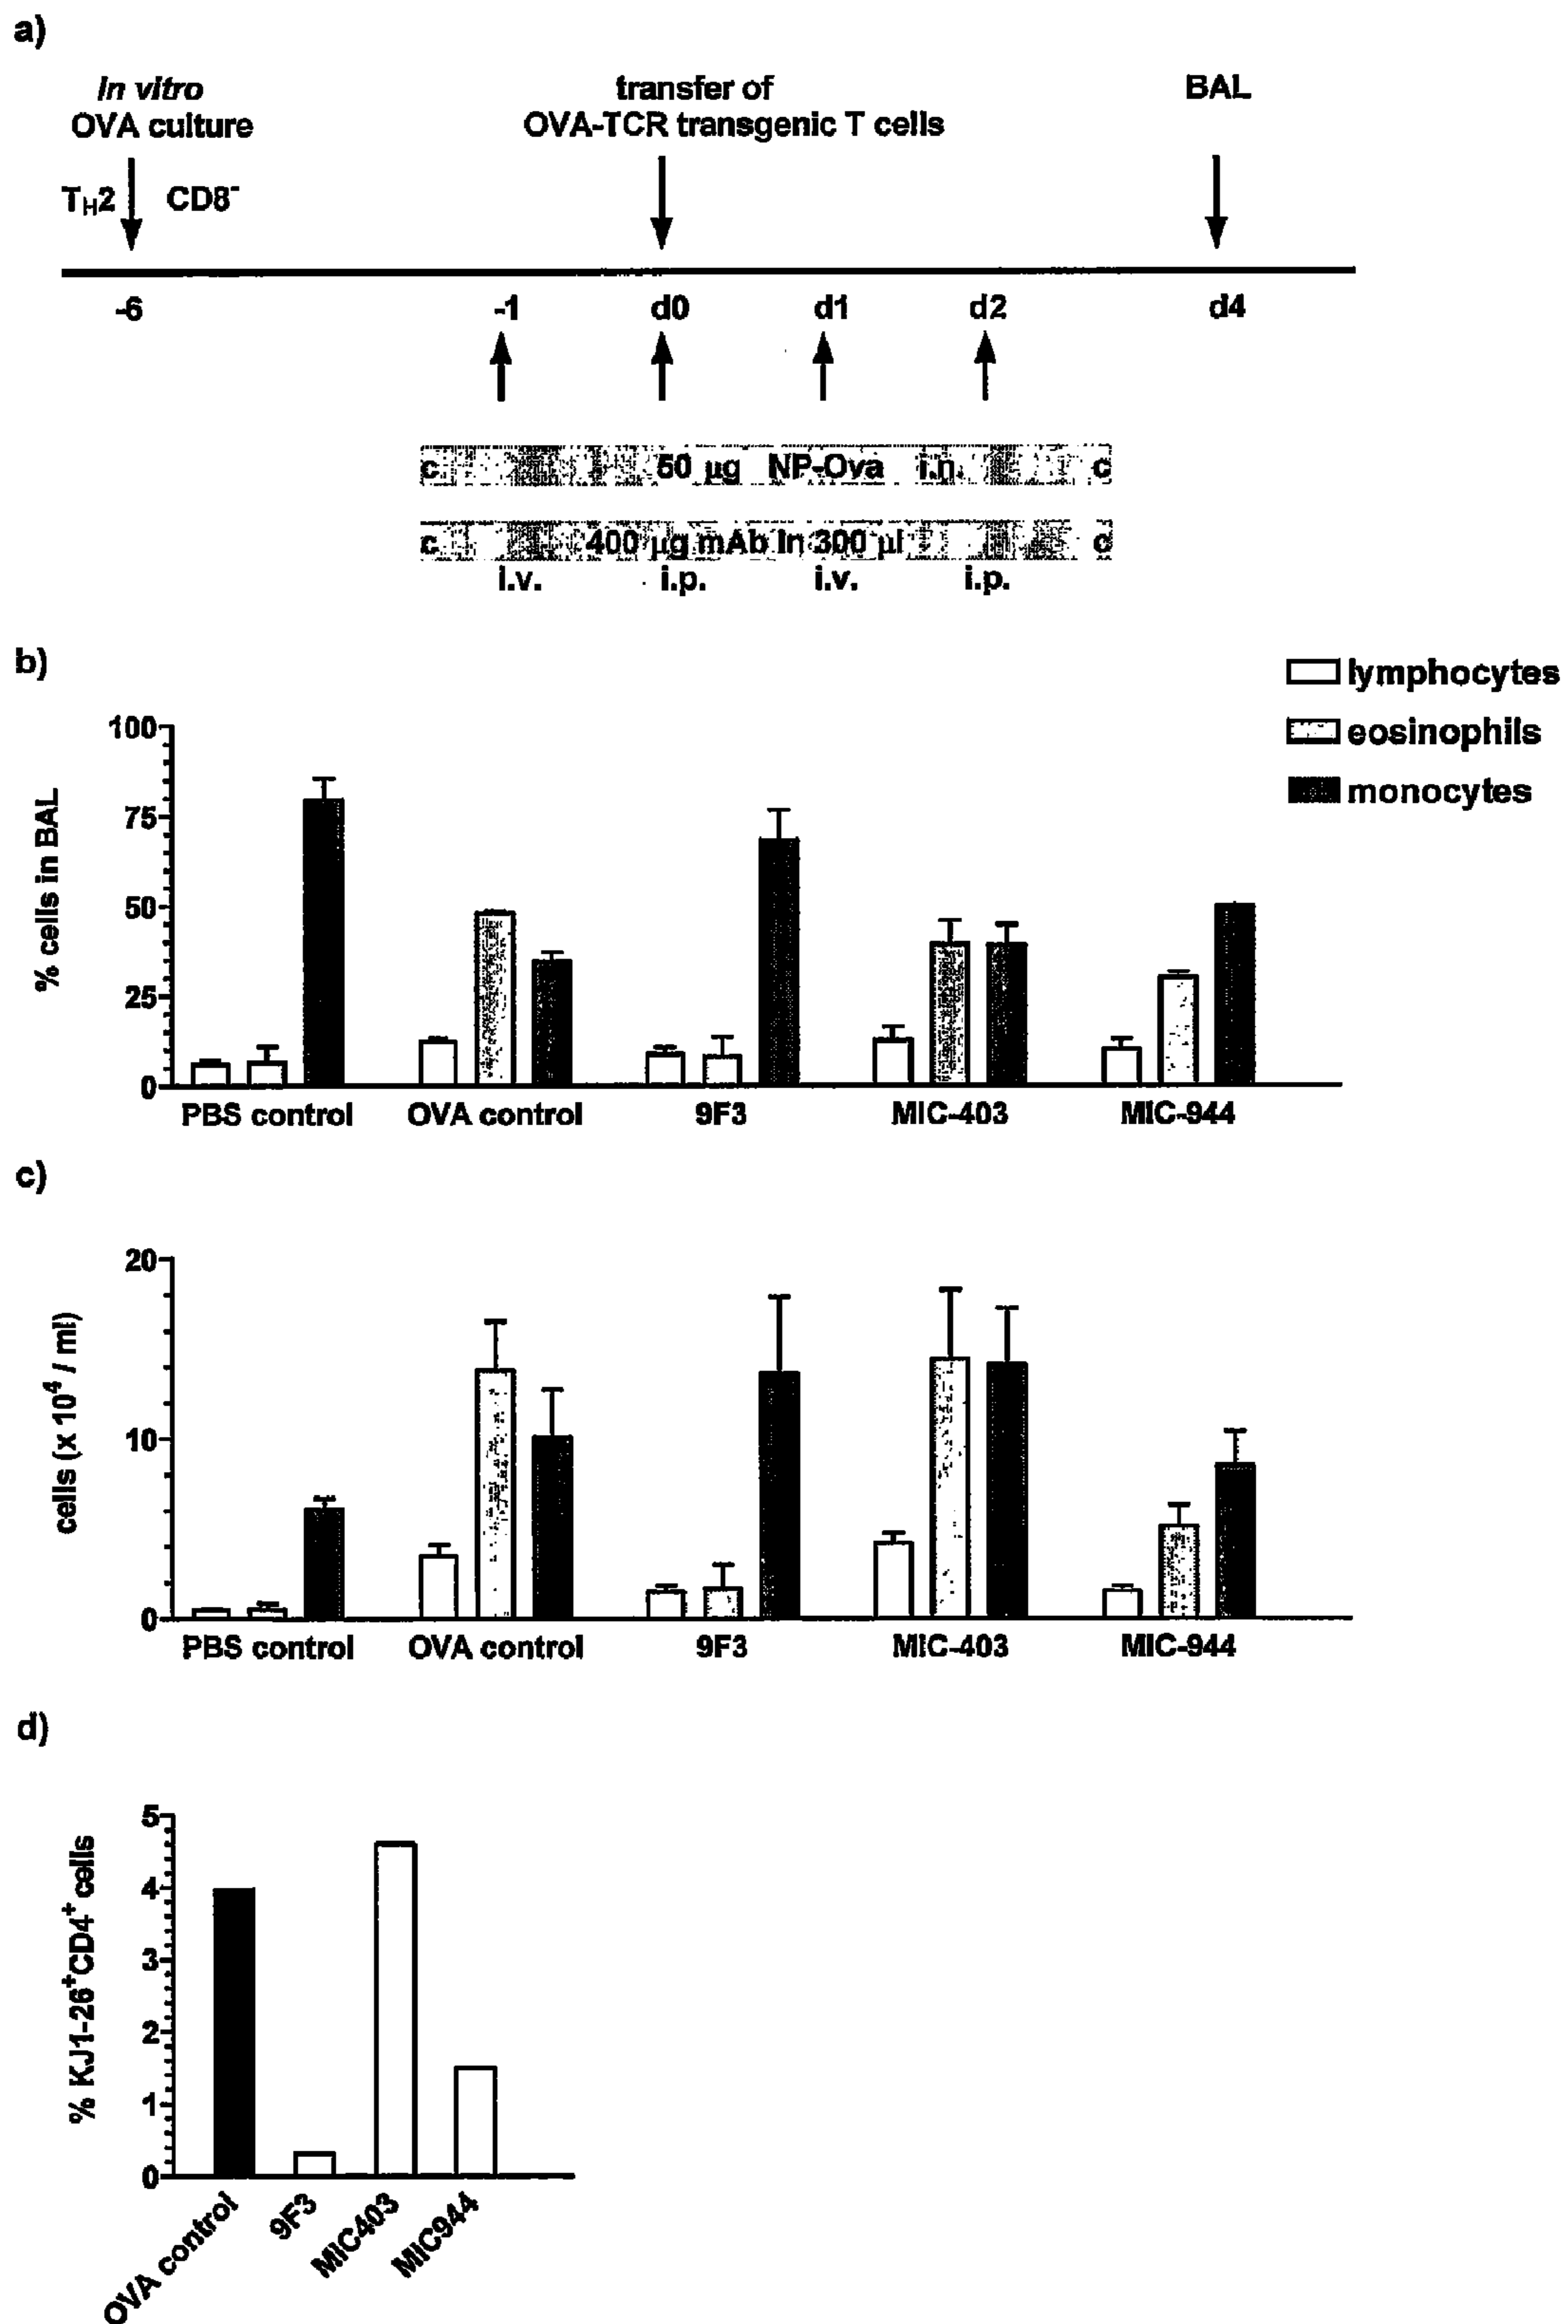 a)
In vitro
OVA culture
transfer of
OVA-TCR transgenic T cells
BAL
TH2 CD8-
-6 -1 d0 d1 d2 d4
c 50 µg NP-Ova i.n. c
c 400 µg mAb in 300 µl c
i.v. i.p. i.v. i.p.
b)
lymphocytes
eosinophils
monocytes
% cells in BAL
100
75
50
25
0
PBS control OVA control 9F3 MIC-403 MIC-944
c)
cells (x 10⁴ / ml)
20
10
0
PBS control OVA control 9F3 MIC-403 MIC-944
d)
% KJ1-26⁺CD4⁺ cells
5
4
3
2
1
0
OVA control 9F3 MIC403 MIC944